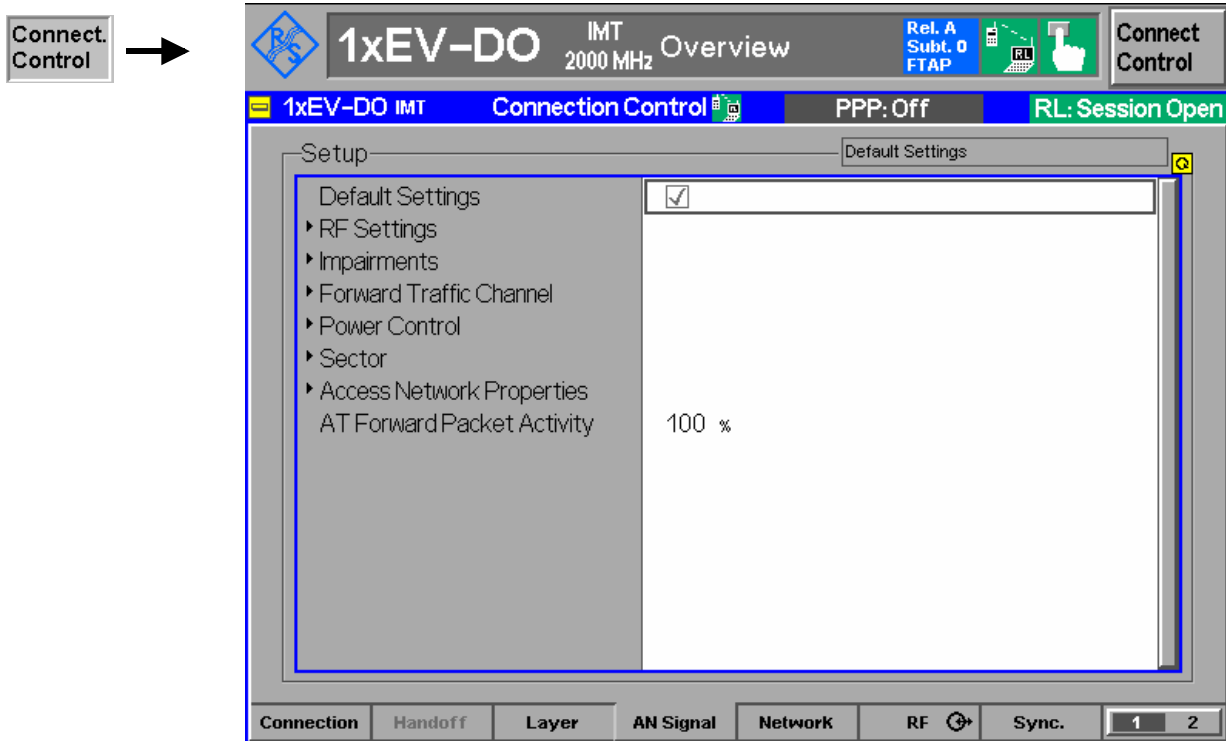 Connect.
Control
R S
1xEV-DO IMT 2000 MHz Overview
Rel. A
Subt. 0
FTAP
RL
Connect
Control
1xEV-DO IMT Connection Control PPP: Off RL: Session Open
Setup Default Settings
Default Settings
RF Settings
Impairments
Forward Traffic Channel
Power Control
Sector
Access Network Properties
AT Forward Packet Activity 100 %
Connection Handoff Layer AN Signal Network RF Sync. 1 2